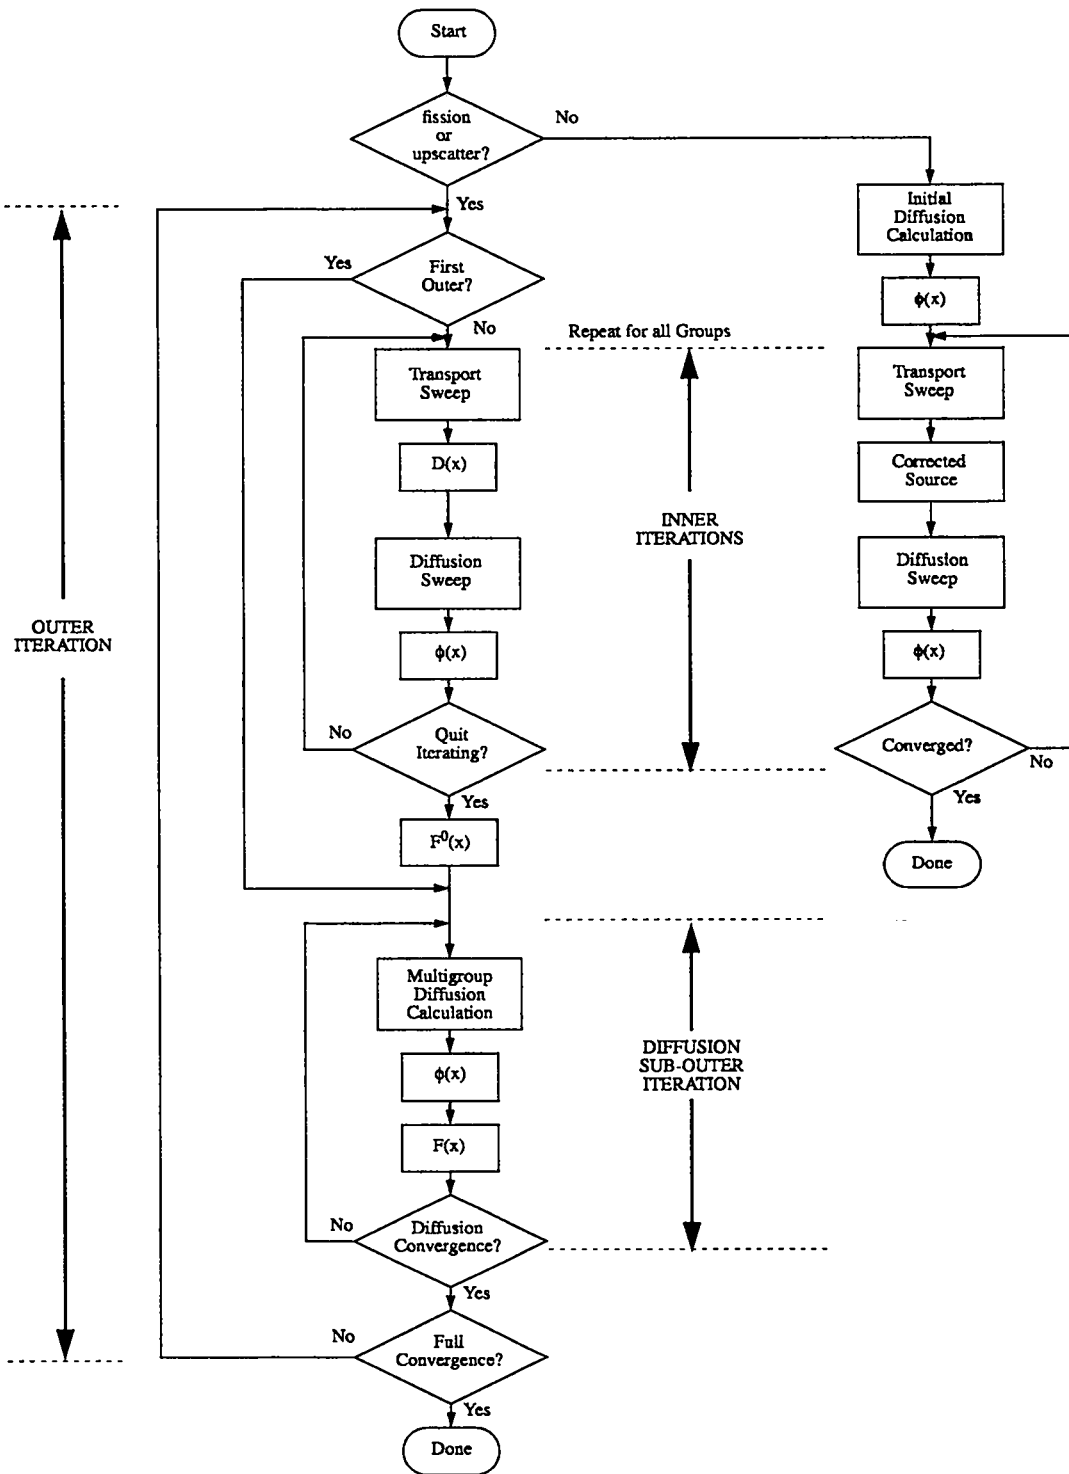 Start
fission
or
upscatter?
No
Yes
Initial
Diffusion
Calculation
First
Outer?
Yes
No
ϕ(x)
Repeat for all Groups
Transport
Sweep
D(x)
Diffusion
Sweep
ϕ(x)
Quit
Iterating?
No
Yes
F⁰(x)
INNER
ITERATIONS
Transport
Sweep
Corrected
Source
Diffusion
Sweep
ϕ(x)
Converged?
No
Yes
Done
OUTER
ITERATION
Multigroup
Diffusion
Calculation
ϕ(x)
F(x)
Diffusion
Convergence?
No
Yes
DIFFUSION
SUB-OUTER
ITERATION
Full
Convergence?
No
Yes
Done